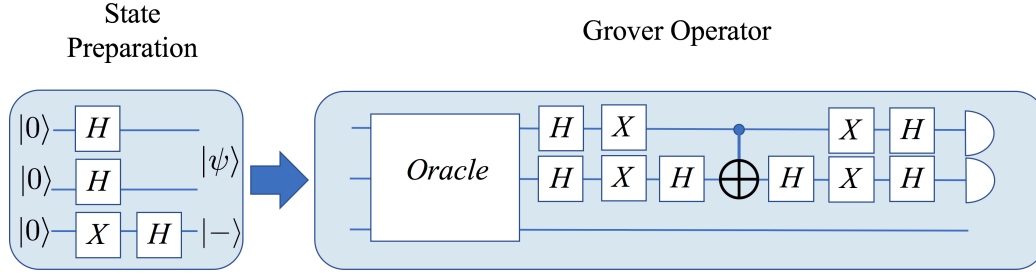 State
Preparation
Grover Operator
|0⟩ H
|ψ⟩
|0⟩ H
|0⟩ X H |−⟩
Oracle
H X X H
H X H H X H